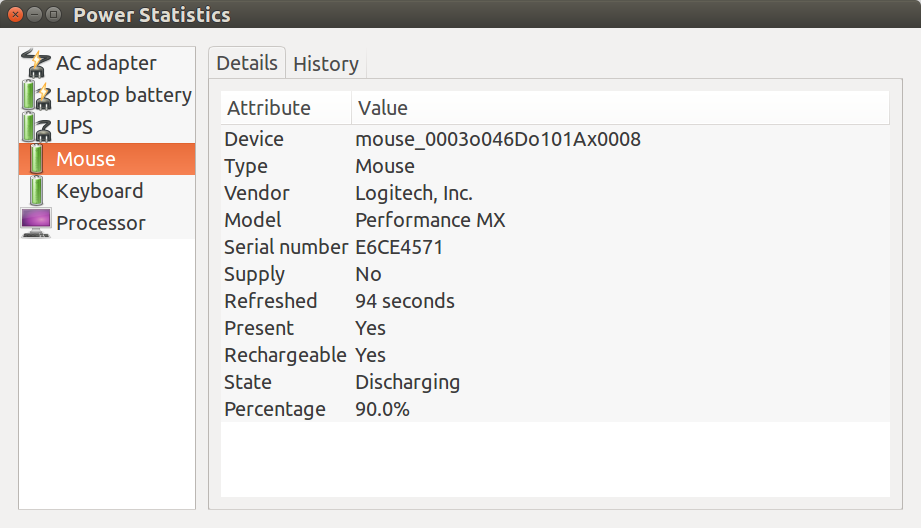 Power Statistics
AC adapter
Laptop battery
UPS
Mouse
Keyboard
Processor
Details History
Attribute Value
Device mouse_0003o046Do101Ax0008
Type Mouse
Vendor Logitech, Inc.
Model Performance MX
Serial number E6CE4571
Supply No
Refreshed 94 seconds
Present Yes
Rechargeable Yes
State Discharging
Percentage 90.0%